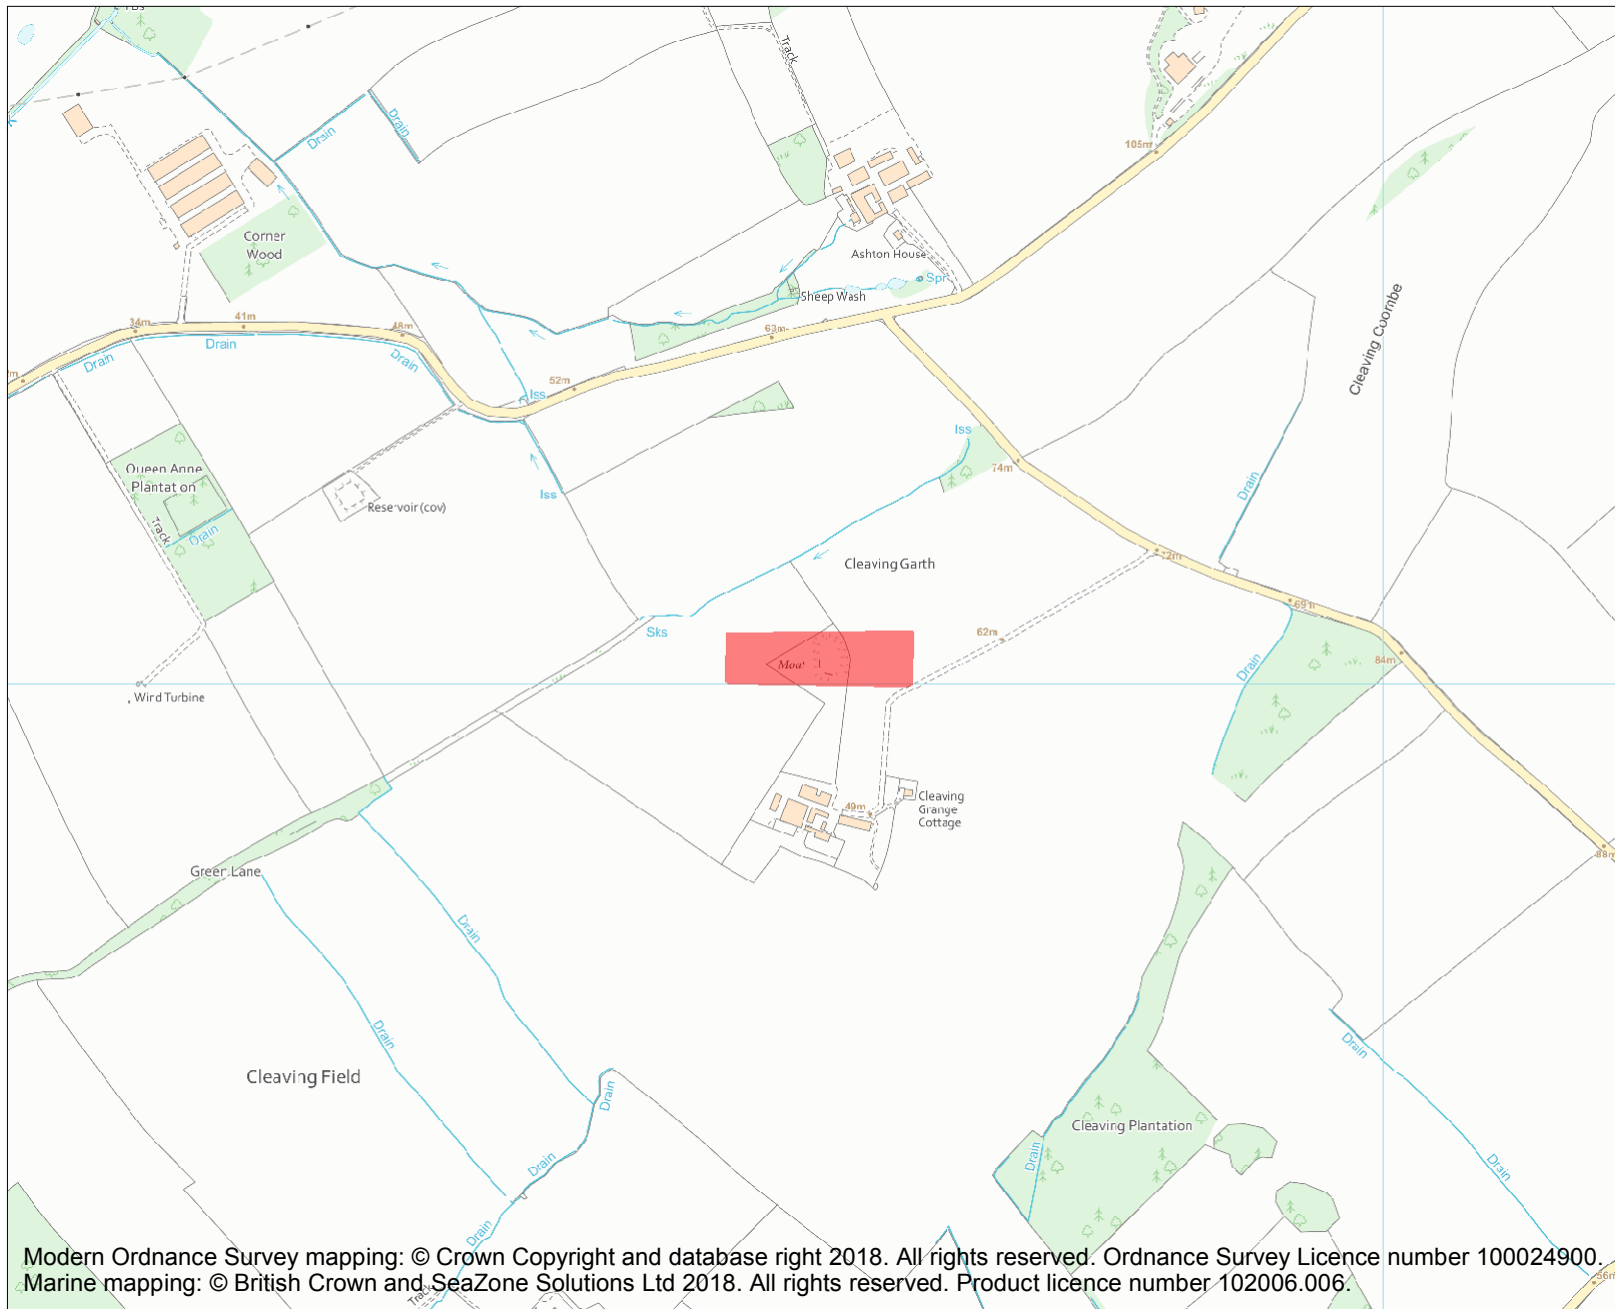 Track
Drain
Drain
105m
Corner
Wood
Ashton House
Spr
Sheep Wash
34m
41m
48m
63m
Drain
Drain
Drain
52m
Iss
Cleaving Coombe
Iss
74m
Queen Anne
Plantation
Reservoir (cov)
Iss
Drain
Track
Drain
72m
Cleaving Garth
69m
Sks
62m
Moat
84m
Drain
Wind Turbine
Cleaving
Grange
Cottage
49m
88m
Green Lane
Drain
Drain
Drain
Cleaving Field
Drain
Cleaving Plantation
Drain
Drain
Drain
Drain
Track
56m
Modern Ordnance Survey mapping: © Crown Copyright and database right 2018. All rights reserved. Ordnance Survey Licence number 100024900.
Marine mapping: © British Crown and SeaZone Solutions Ltd 2018. All rights reserved. Product licence number 102006.006.